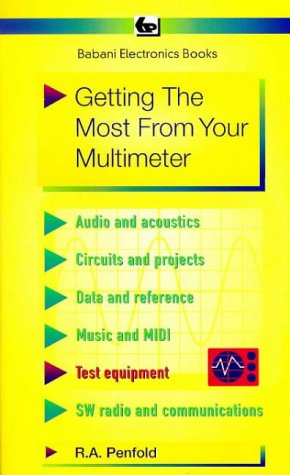 bp
Babani Electronics Books
Getting The
Most From Your
Multimeter
Audio and acoustics
Circuits and projects
Data and reference
Music and MIDI
Test equipment
SW radio and communications
R.A. Penfold